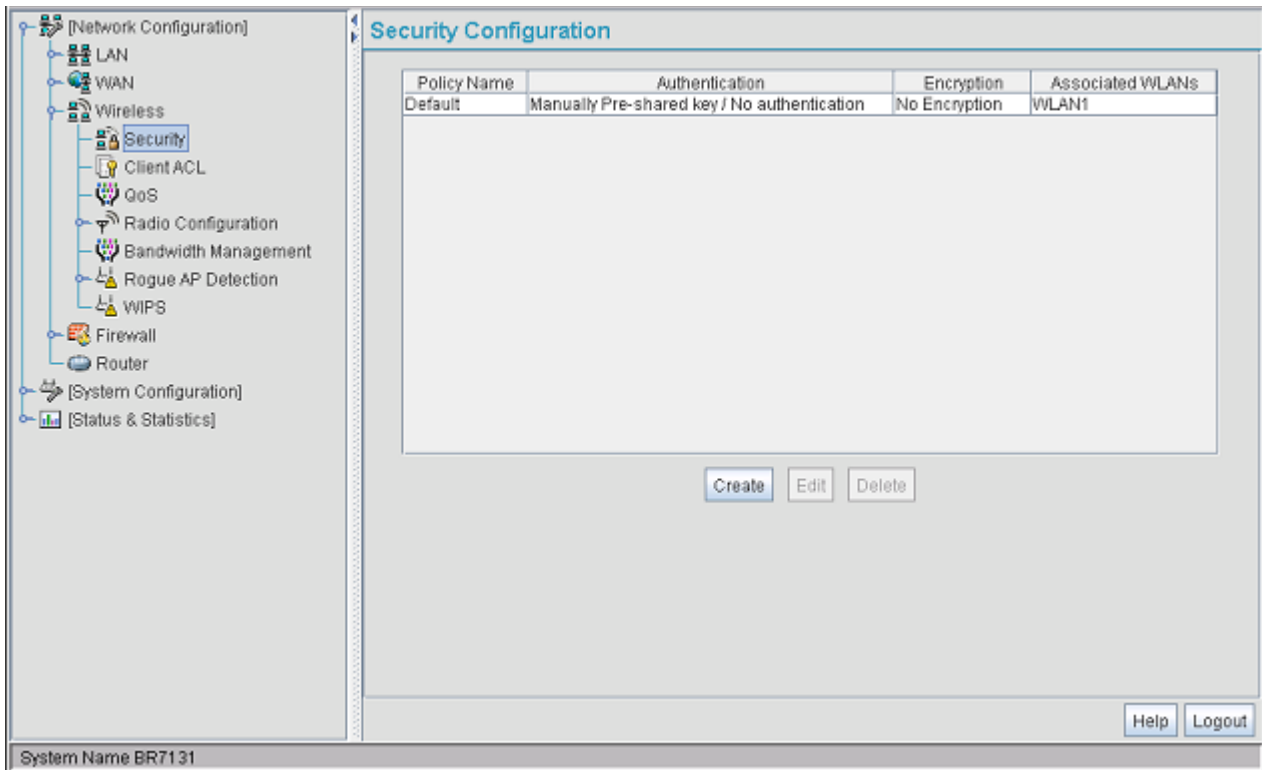 [Network Configuration]
LAN
WAN
Wireless
Security
Client ACL
QoS
Radio Configuration
Bandwidth Management
Rogue AP Detection
WIPS
Firewall
Router
[System Configuration]
[Status & Statistics]
Security Configuration
Policy Name Authentication Encryption Associated WLANs
Default Manually Pre-shared key / No authentication No Encryption WLAN1
Create Edit Delete
Help Logout
System Name BR7131